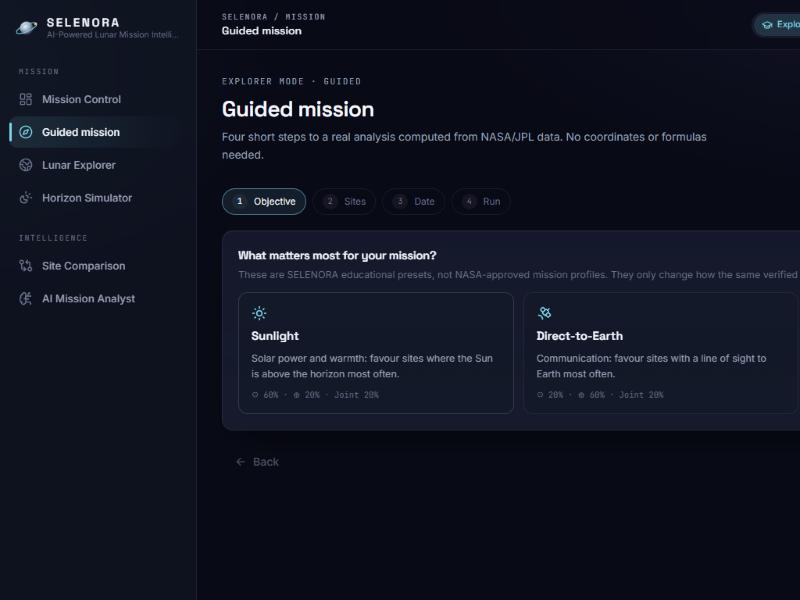 SELENORA
AI-Powered Lunar Mission Intelli...
MISSION
Mission Control
Guided mission
Lunar Explorer
Horizon Simulator
INTELLIGENCE
Site Comparison
AI Mission Analyst
SELENORA / MISSION
Guided mission
Explo
EXPLORER MODE · GUIDED
Guided mission
Four short steps to a real analysis computed from NASA/JPL data. No coordinates or formulas
needed.
1 Objective
2 Sites
3 Date
4 Run
What matters most for your mission?
These are SELENORA educational presets, not NASA-approved mission profiles. They only change how the same verified
Sunlight
Solar power and warmth: favour sites where the Sun
is above the horizon most often.
☉ 60% · ⊕ 20% · Joint 20%
Direct-to-Earth
Communication: favour sites with a line of sight to
Earth most often.
☉ 20% · ⊕ 60% · Joint 20%
← Back